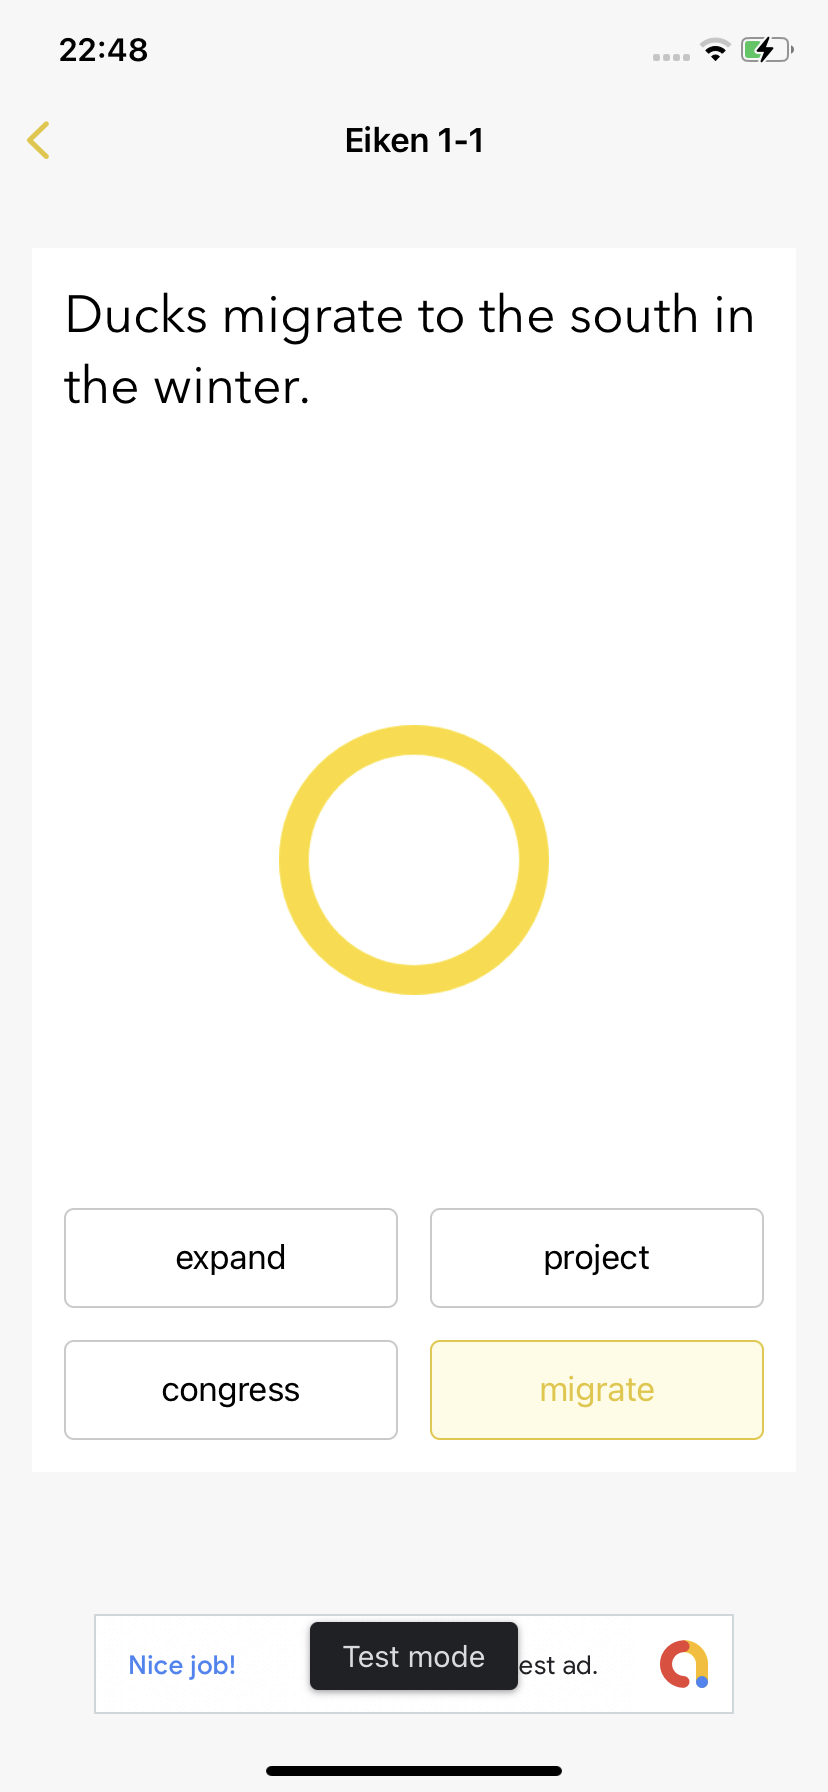 22:48
Eiken 1-1
Ducks migrate to the south in
the winter.
expand
project
congress
migrate
Nice job!
Test mode
est ad.